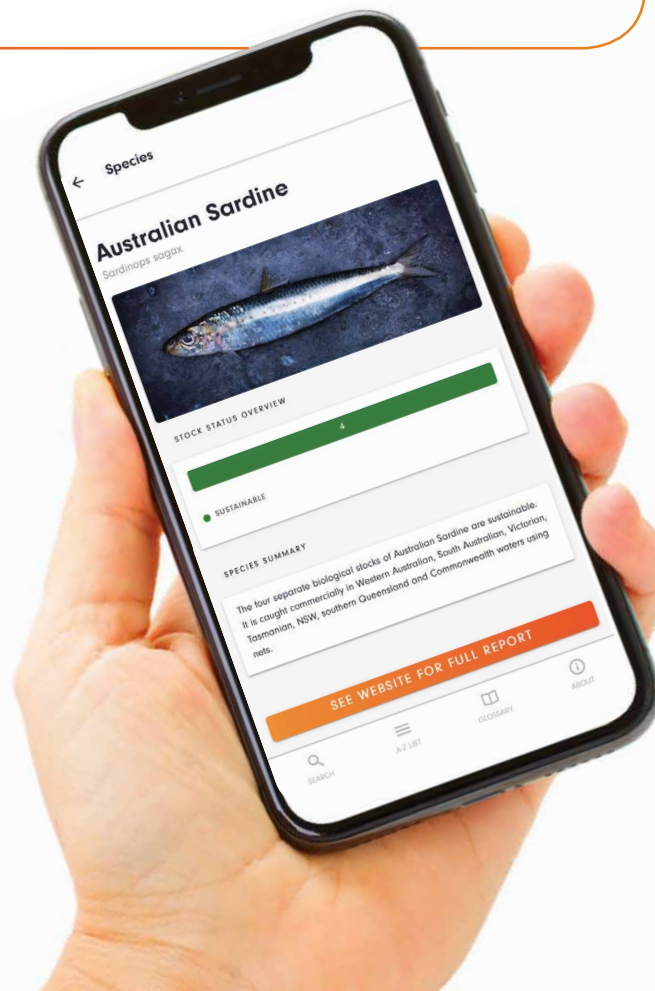 Species
Australian Sardine
Sardinops sagax
STOCK STATUS OVERVIEW
4
SUSTAINABLE
SPECIES SUMMARY
The four separate biological stocks of Australian Sardine are sustainable.
It is caught commercially in Western Australian, South Australian, Victorian,
Tasmanian, NSW, southern Queensland and Commonwealth waters using
nets.
SEE WEBSITE FOR FULL REPORT
SEARCH
A-Z LIST
GLOSSARY
ABOUT